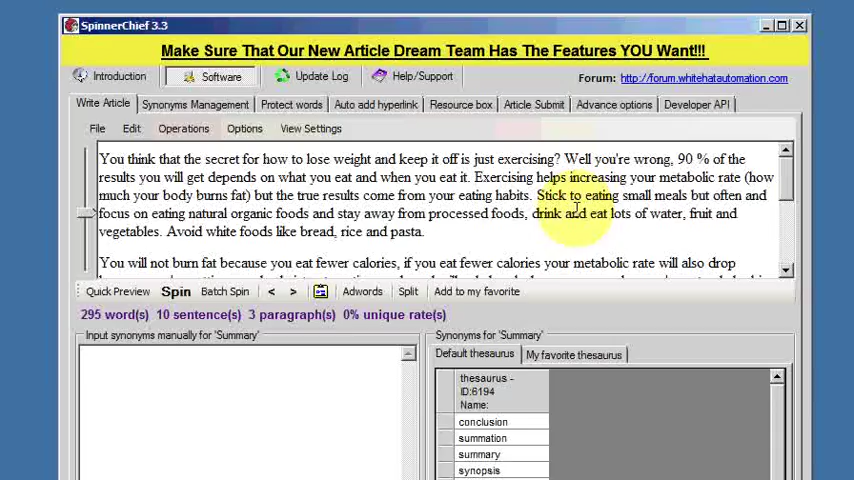 SpinnerChief 3.3
Make Sure That Our New Article Dream Team Has The Features YOU Want!!!
Introduction Software Update Log Help/Support Forum: http://forum.whitehatautomation.com
Write Article Synonyms Management Protect words Auto add hyperlink Resource box Article Submit Advance options Developer API
File Edit Operations Options View Settings
You think that the secret for how to lose weight and keep it off is just exercising? Well you're wrong, 90 % of the
results you will get depends on what you eat and when you eat it. Exercising helps increasing your metabolic rate (how
much your body burns fat) but the true results come from your eating habits. Stick to eating small meals but often and
focus on eating natural organic foods and stay away from processed foods, drink and eat lots of water, fruit and
vegetables. Avoid white foods like bread, rice and pasta.
You will not burn fat because you eat fewer calories, if you eat fewer calories your metabolic rate will also drop
Quick Preview Spin Batch Spin < > Adwords Split Add to my favorite
295 word(s) 10 sentence(s) 3 paragraph(s) 0% unique rate(s)
Input synonyms manually for 'Summary' Synonyms for 'Summary'
Default thesaurus My favorite thesaurus
thesaurus -
ID:6194
Name:
conclusion
summation
summary
synopsis